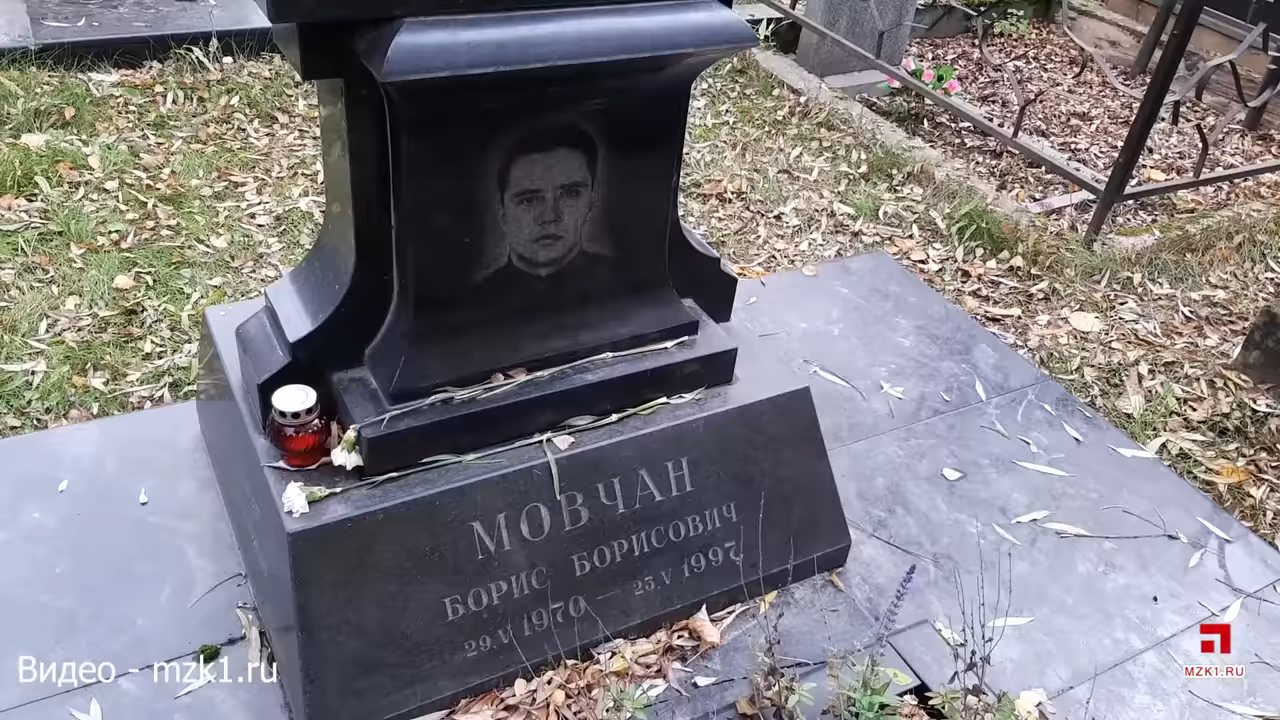 МОВЧАН
БОРИС БОРИСОВИЧ
29.V 1970 — 25.V 1997
Видео - mzk1.ru
MZK1.RU